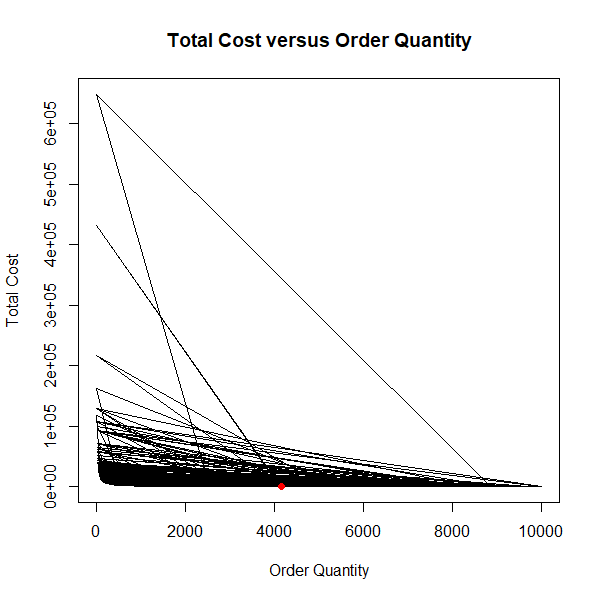 Total Cost versus Order Quantity
6e+05
5e+05
4e+05
3e+05
2e+05
1e+05
0e+00
Total Cost
0 2000 4000 6000 8000 10000
Order Quantity